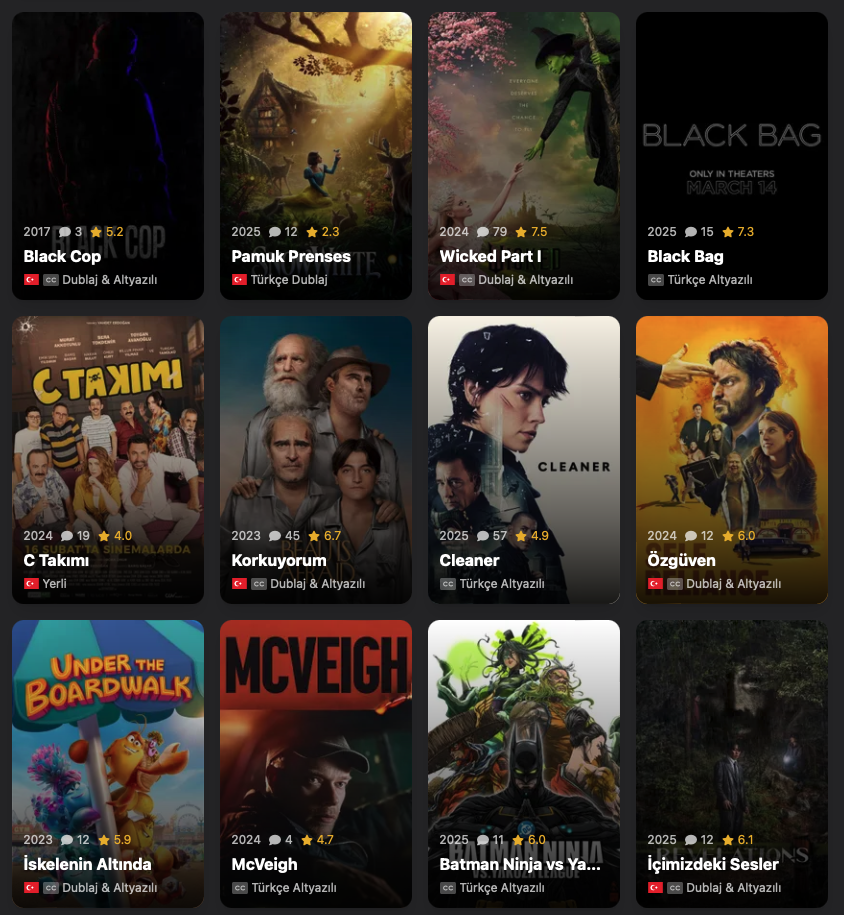 BLACK COP
2017 3 5.2
Black Cop
Dublaj & Altyazılı
SNOW WHITE
2025 12 2.3
Pamuk Prenses
Türkçe Dublaj
EVERYONE
DESERVES
THE
CHANCE
TO FLY
2024 79 7.5
Wicked Part I
CC Dublaj & Altyazılı
BLACK BAG
ONLY IN THEATERS
MARCH 14
2025 15 7.3
Black Bag
CC Türkçe Altyazılı
C TAKIMI
2024 19 4.0
16 ŞUBAT'TA SİNEMALARDA
C Takımı
Yerli
2023 45 6.7
BEAU IS
Korkuyorum
AFRAID
CC Dublaj & Altyazılı
CLEANER
2025 57 4.9
Cleaner
CC Türkçe Altyazılı
2024 12 6.0
Özgüven
SELF
RELIANCE
CC Dublaj & Altyazılı
UNDER THE
BOARDWALK
2023 12 5.9
İskelenin Altında
CC Dublaj & Altyazılı
MCVEIGH
2024 4 4.7
McVeigh
CC Türkçe Altyazılı
2025 11 6.0
BATMAN NINJA
Batman Ninja vs Ya...
VS. YAKUZA LEAGUE
CC Türkçe Altyazılı
2025 12 6.1
REVELATIONS
İçimizdeki Sesler
CC Dublaj & Altyazılı